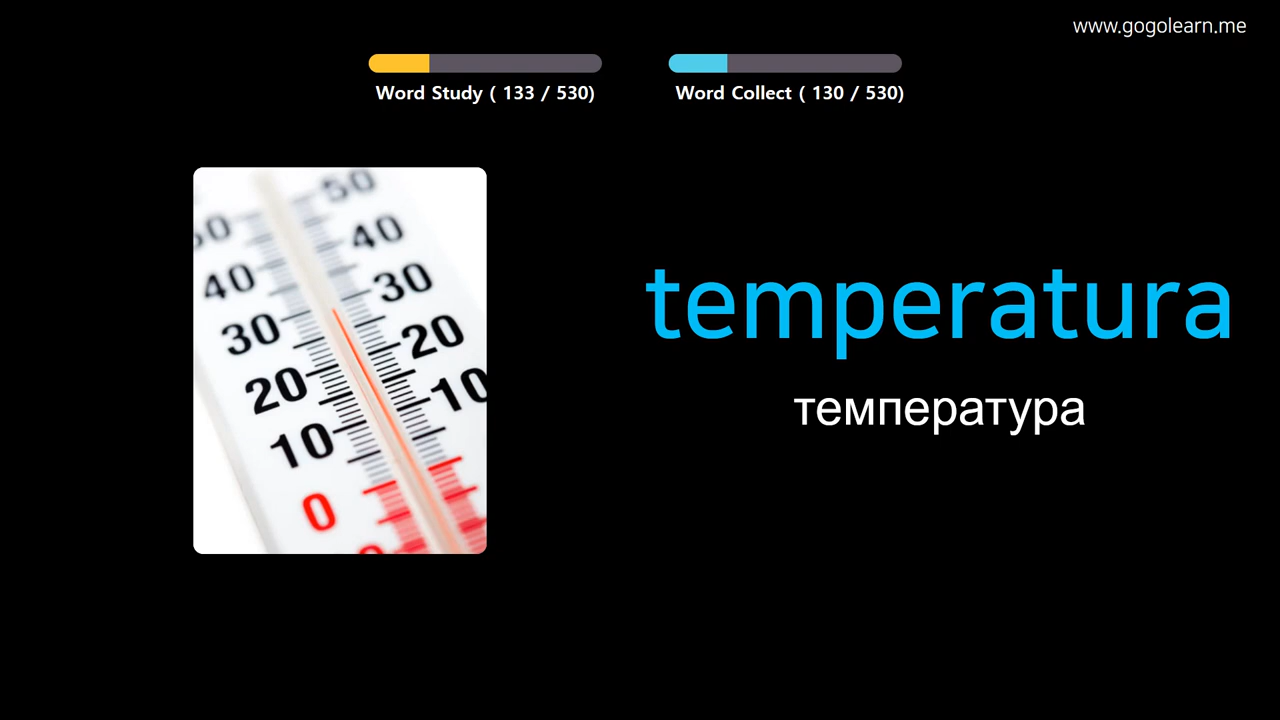 www.gogolearn.me
Word Study ( 133 / 530)
Word Collect ( 130 / 530)
50
40
40
30
30
20
20
10
10
0
temperatura
температура